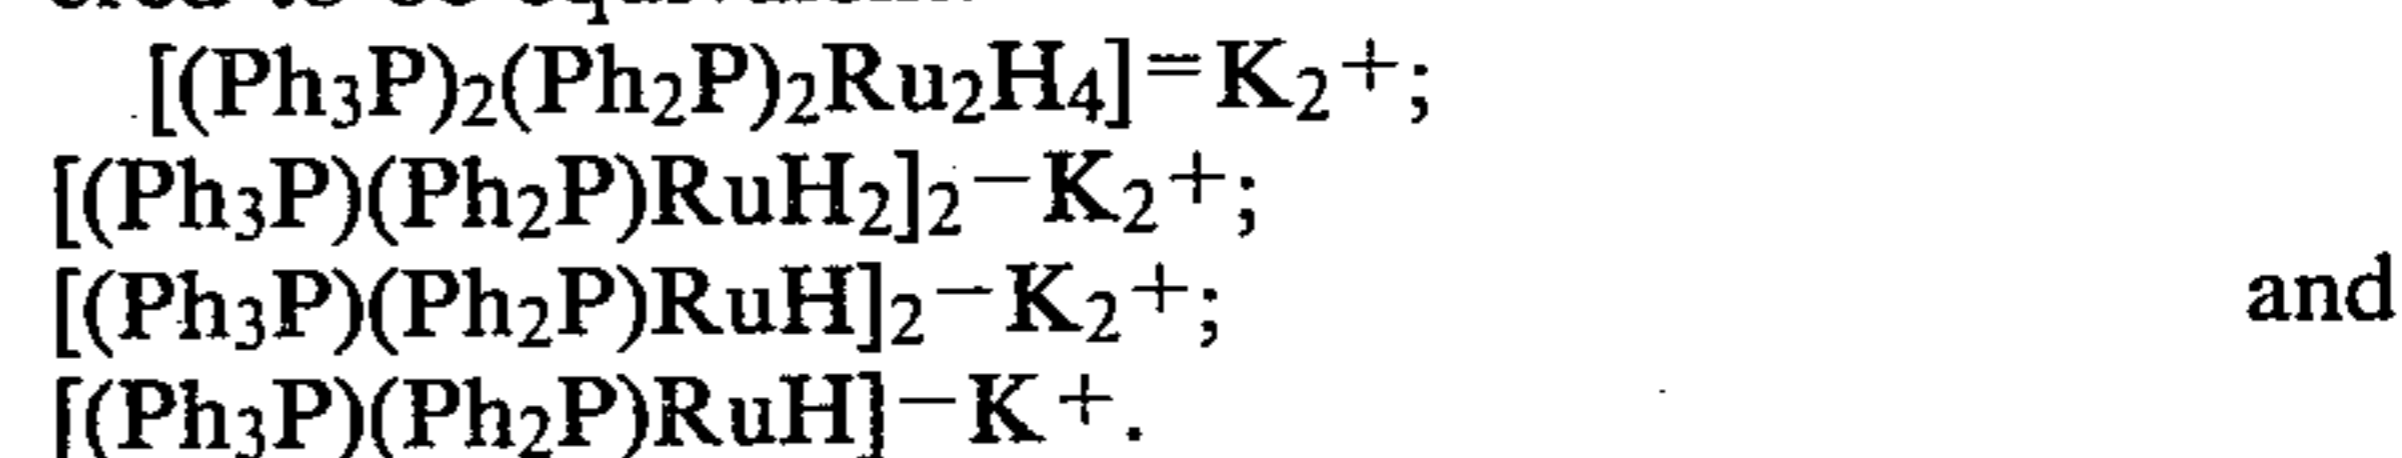 [(Ph₃P)₂(Ph₂P)₂Ru₂H₄]⁼K₂⁺;
[(Ph₃P)(Ph₂P)RuH₂]₂⁻K₂⁺;
[(Ph₃P)(Ph₂P)RuH]₂⁻K₂⁺; and
[(Ph₃P)(Ph₂P)RuH]⁻K⁺.